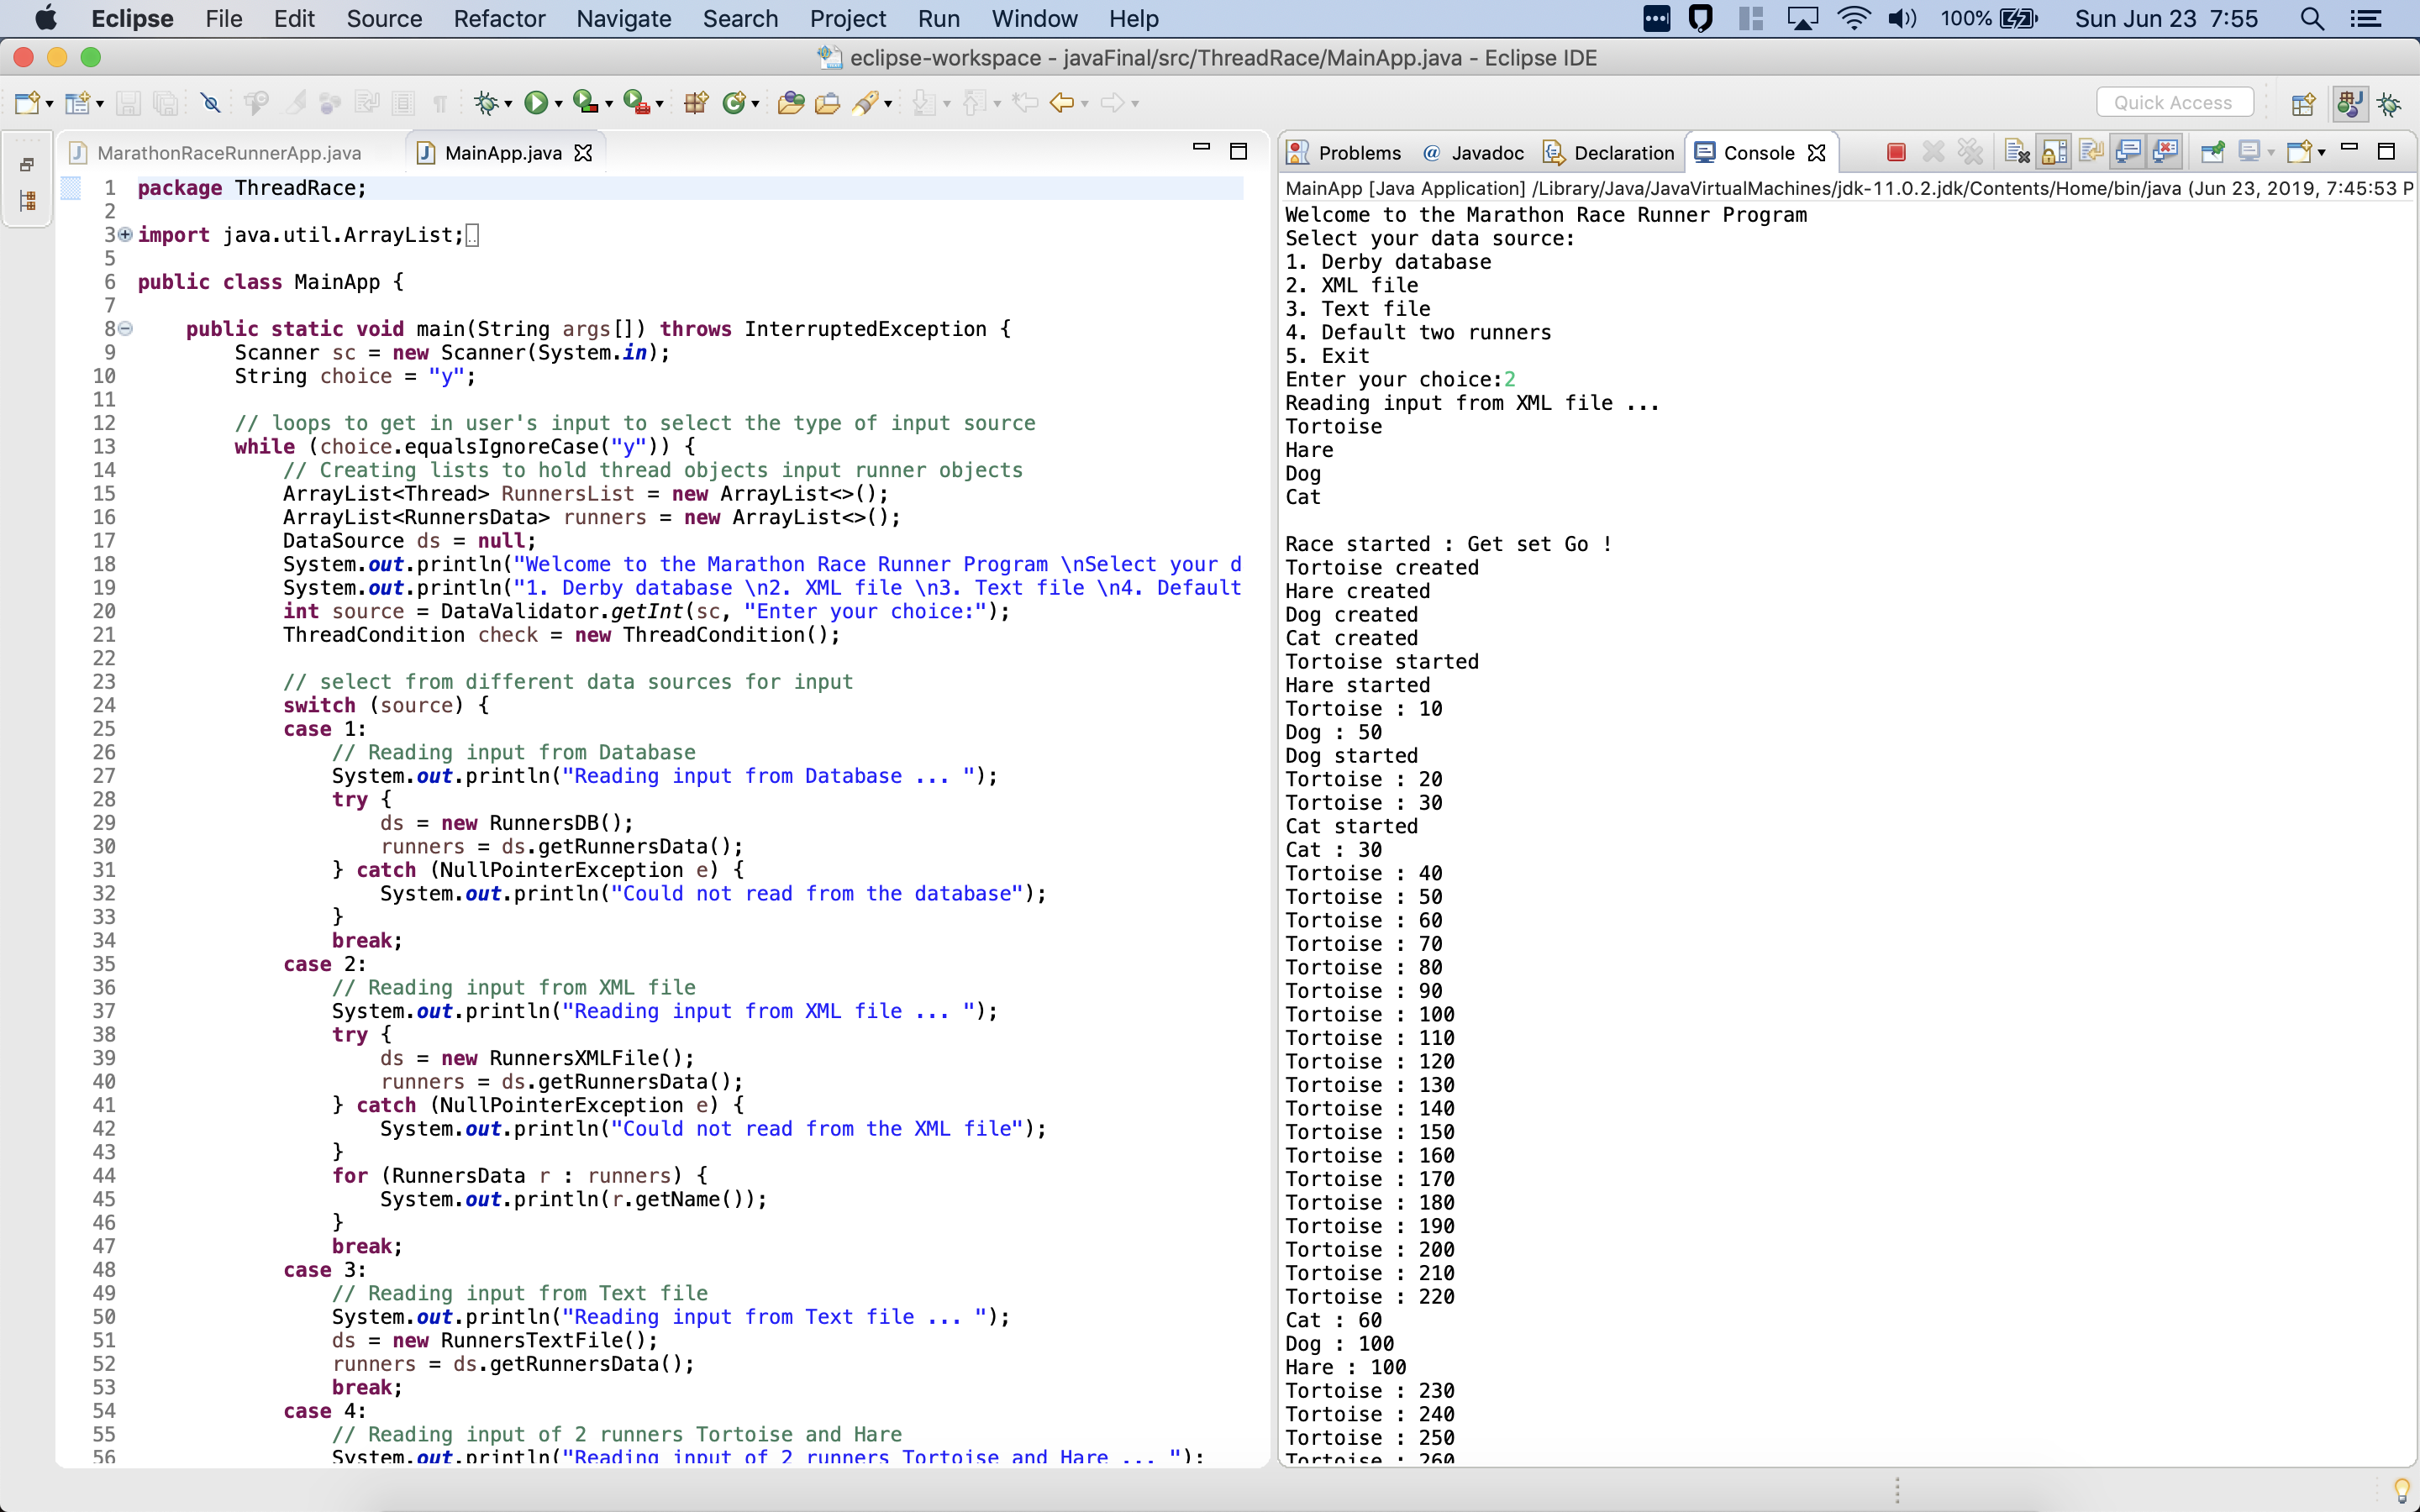 Eclipse File Edit Source Refactor Navigate Search Project Run Window Help 100% Sun Jun 23 7:55
eclipse-workspace - javaFinal/src/ThreadRace/MainApp.java - Eclipse IDE
Quick Access
MarathonRaceRunnerApp.java MainApp.java
1 package ThreadRace;
2
3 import java.util.ArrayList;
5
6 public class MainApp {
7
8 public static void main(String args[]) throws InterruptedException {
9 Scanner sc = new Scanner(System.in);
10 String choice = "y";
11
12 // loops to get in user's input to select the type of input source
13 while (choice.equalsIgnoreCase("y")) {
14 // Creating lists to hold thread objects input runner objects
15 ArrayList<Thread> RunnersList = new ArrayList<>();
16 ArrayList<RunnersData> runners = new ArrayList<>();
17 DataSource ds = null;
18 System.out.println("Welcome to the Marathon Race Runner Program \nSelect your d
19 System.out.println("1. Derby database \n2. XML file \n3. Text file \n4. Default
20 int source = DataValidator.getInt(sc, "Enter your choice:");
21 ThreadCondition check = new ThreadCondition();
22
23 // select from different data sources for input
24 switch (source) {
25 case 1:
26 // Reading input from Database
27 System.out.println("Reading input from Database ... ");
28 try {
29 ds = new RunnersDB();
30 runners = ds.getRunnersData();
31 } catch (NullPointerException e) {
32 System.out.println("Could not read from the database");
33 }
34 break;
35 case 2:
36 // Reading input from XML file
37 System.out.println("Reading input from XML file ... ");
38 try {
39 ds = new RunnersXMLFile();
40 runners = ds.getRunnersData();
41 } catch (NullPointerException e) {
42 System.out.println("Could not read from the XML file");
43 }
44 for (RunnersData r : runners) {
45 System.out.println(r.getName());
46 }
47 break;
48 case 3:
49 // Reading input from Text file
50 System.out.println("Reading input from Text file ... ");
51 ds = new RunnersTextFile();
52 runners = ds.getRunnersData();
53 break;
54 case 4:
55 // Reading input of 2 runners Tortoise and Hare
56 System.out.println("Reading input of 2 runners Tortoise and Hare ... ");
Problems Javadoc Declaration Console
MainApp [Java Application] /Library/Java/JavaVirtualMachines/jdk-11.0.2.jdk/Contents/Home/bin/java (Jun 23, 2019, 7:45:53 P
Welcome to the Marathon Race Runner Program
Select your data source:
1. Derby database
2. XML file
3. Text file
4. Default two runners
5. Exit
Enter your choice:2
Reading input from XML file ...
Tortoise
Hare
Dog
Cat
Race started : Get set Go !
Tortoise created
Hare created
Dog created
Cat created
Tortoise started
Hare started
Tortoise : 10
Dog : 50
Dog started
Tortoise : 20
Tortoise : 30
Cat started
Cat : 30
Tortoise : 40
Tortoise : 50
Tortoise : 60
Tortoise : 70
Tortoise : 80
Tortoise : 90
Tortoise : 100
Tortoise : 110
Tortoise : 120
Tortoise : 130
Tortoise : 140
Tortoise : 150
Tortoise : 160
Tortoise : 170
Tortoise : 180
Tortoise : 190
Tortoise : 200
Tortoise : 210
Tortoise : 220
Cat : 60
Dog : 100
Hare : 100
Tortoise : 230
Tortoise : 240
Tortoise : 250
Tortoise : 260